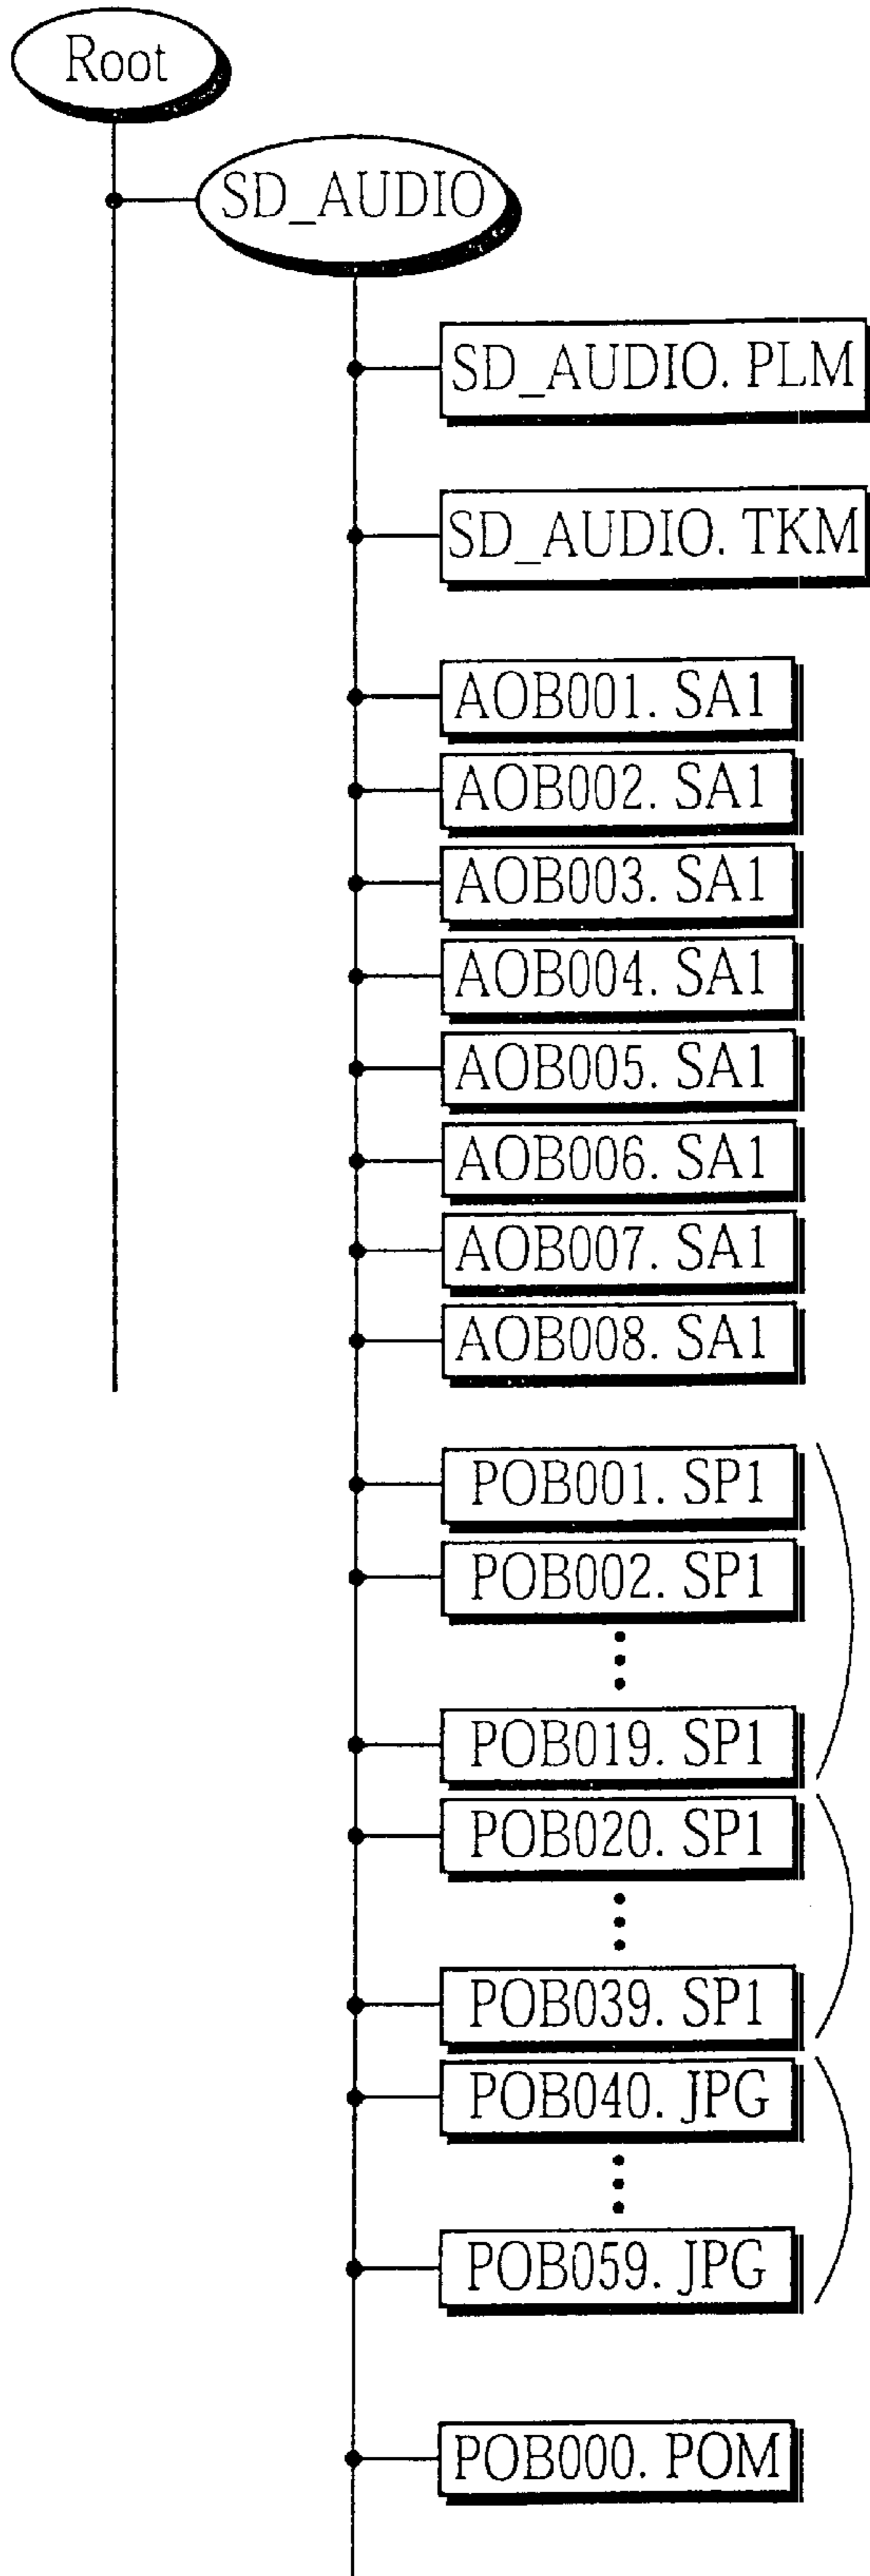 Root
SD_AUDIO
SD_AUDIO. PLM
SD_AUDIO. TKM
AOB001. SA1
AOB002. SA1
AOB003. SA1
AOB004. SA1
AOB005. SA1
AOB006. SA1
AOB007. SA1
AOB008. SA1
POB001. SP1
POB002. SP1
POB019. SP1
POB020. SP1
POB039. SP1
POB040. JPG
POB059. JPG
POB000. POM